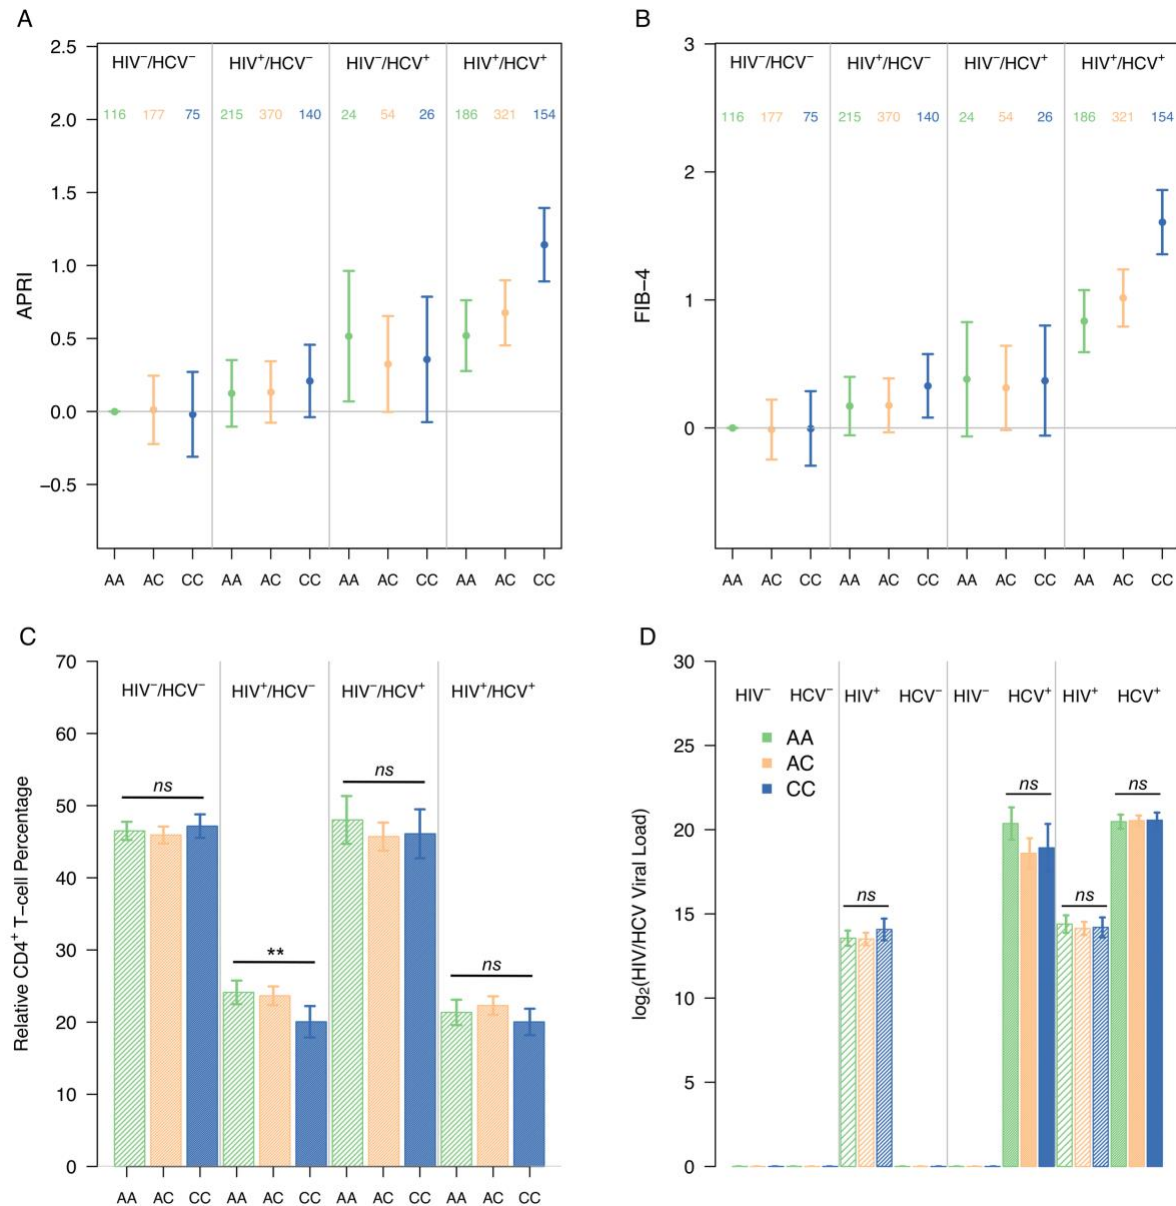 A
2.5
2.0
1.5
1.0
0.5
0.0
−0.5
APRI
HIV⁻/HCV⁻ HIV⁺/HCV⁻ HIV⁻/HCV⁺ HIV⁺/HCV⁺
116 177 75 215 370 140 24 54 26 186 321 154
AA AC CC AA AC CC AA AC CC AA AC CC
B
3
2
1
0
FIB−4
HIV⁻/HCV⁻ HIV⁺/HCV⁻ HIV⁻/HCV⁺ HIV⁺/HCV⁺
116 177 75 215 370 140 24 54 26 186 321 154
AA AC CC AA AC CC AA AC CC AA AC CC
C
70
60
50
40
30
20
10
0
Relative CD4⁺ T−cell Percentage
HIV⁻/HCV⁻ HIV⁺/HCV⁻ HIV⁻/HCV⁺ HIV⁺/HCV⁺
ns ** ns ns
AA AC CC AA AC CC AA AC CC AA AC CC
D
30
25
20
15
10
5
0
log₂(HIV/HCV Viral Load)
HIV⁻ HCV⁻ HIV⁺ HCV⁻ HIV⁻ HCV⁺ HIV⁺ HCV⁺
AA
AC
CC
ns ns ns ns